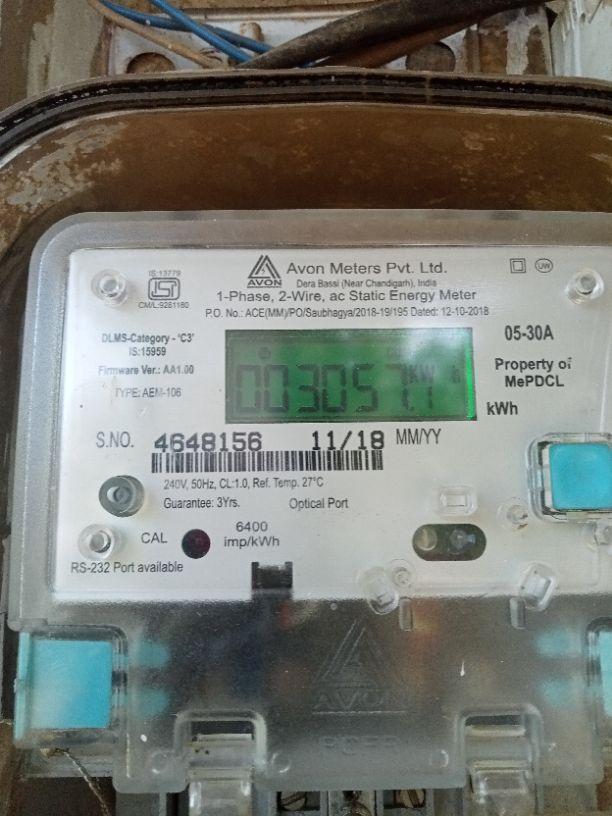 IS:13779
ISI
CM/L:9281180
AVON
Avon Meters Pvt. Ltd.
Dera Bassi (Near Chandigarh), India
1-Phase, 2-Wire, ac Static Energy Meter
P.O. No.: ACE(MM)/PO/Saubhagya/2018-19/195 Dated: 12-10-2018
UW
DLMS-Category - 'C3'
IS:15959
Firmware Ver.: AA1.00
TYPE: AEM-106
003057.1 KW h
kWh
05-30A
Property of
MePDCL
S.NO. 4648156 11/18 MM/YY
240V, 50Hz, CL:1.0, Ref. Temp. 27°C
Guarantee: 3Yrs. Optical Port
CAL
6400
imp/kWh
RS-232 Port available
AVON